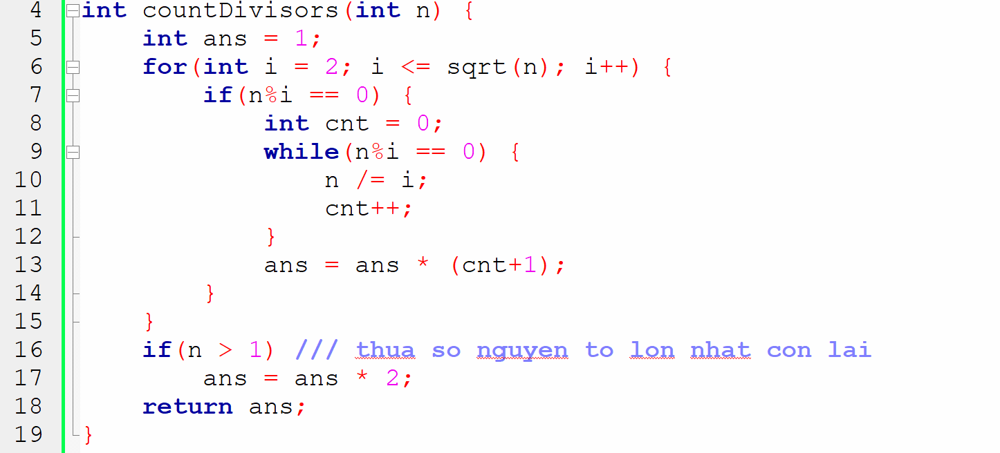 4 int countDivisors(int n) {
5 int ans = 1;
6 for(int i = 2; i <= sqrt(n); i++) {
7 if(n%i == 0) {
8 int cnt = 0;
9 while(n%i == 0) {
10 n /= i;
11 cnt++;
12 }
13 ans = ans * (cnt+1);
14 }
15 }
16 if(n > 1) /// thua so nguyen to lon nhat con lai
17 ans = ans * 2;
18 return ans;
19 }